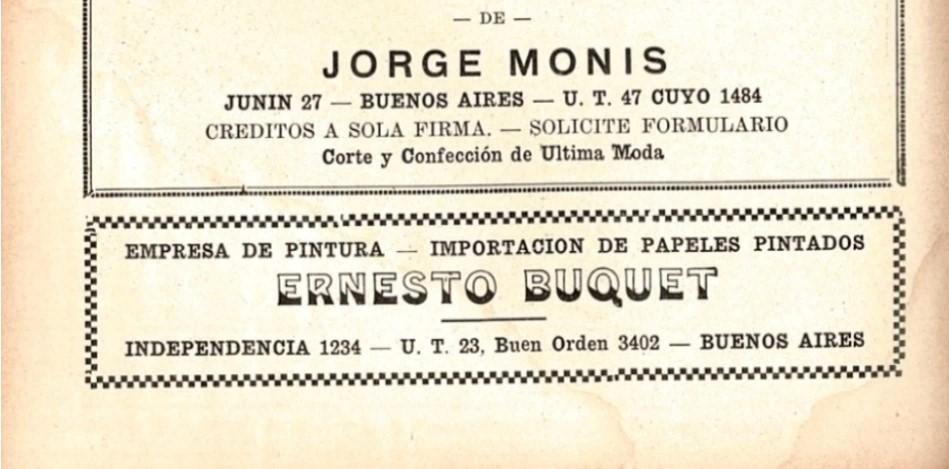 — DE —
JORGE MONIS
JUNIN 27 — BUENOS AIRES — U. T. 47 CUYO 1484
CREDITOS A SOLA FIRMA. — SOLICITE FORMULARIO
Corte y Confección de Ultima Moda
EMPRESA DE PINTURA — IMPORTACION DE PAPELES PINTADOS
ERNESTO BUQUET
INDEPENDENCIA 1234 — U. T. 23, Buen Orden 3402 — BUENOS AIRES